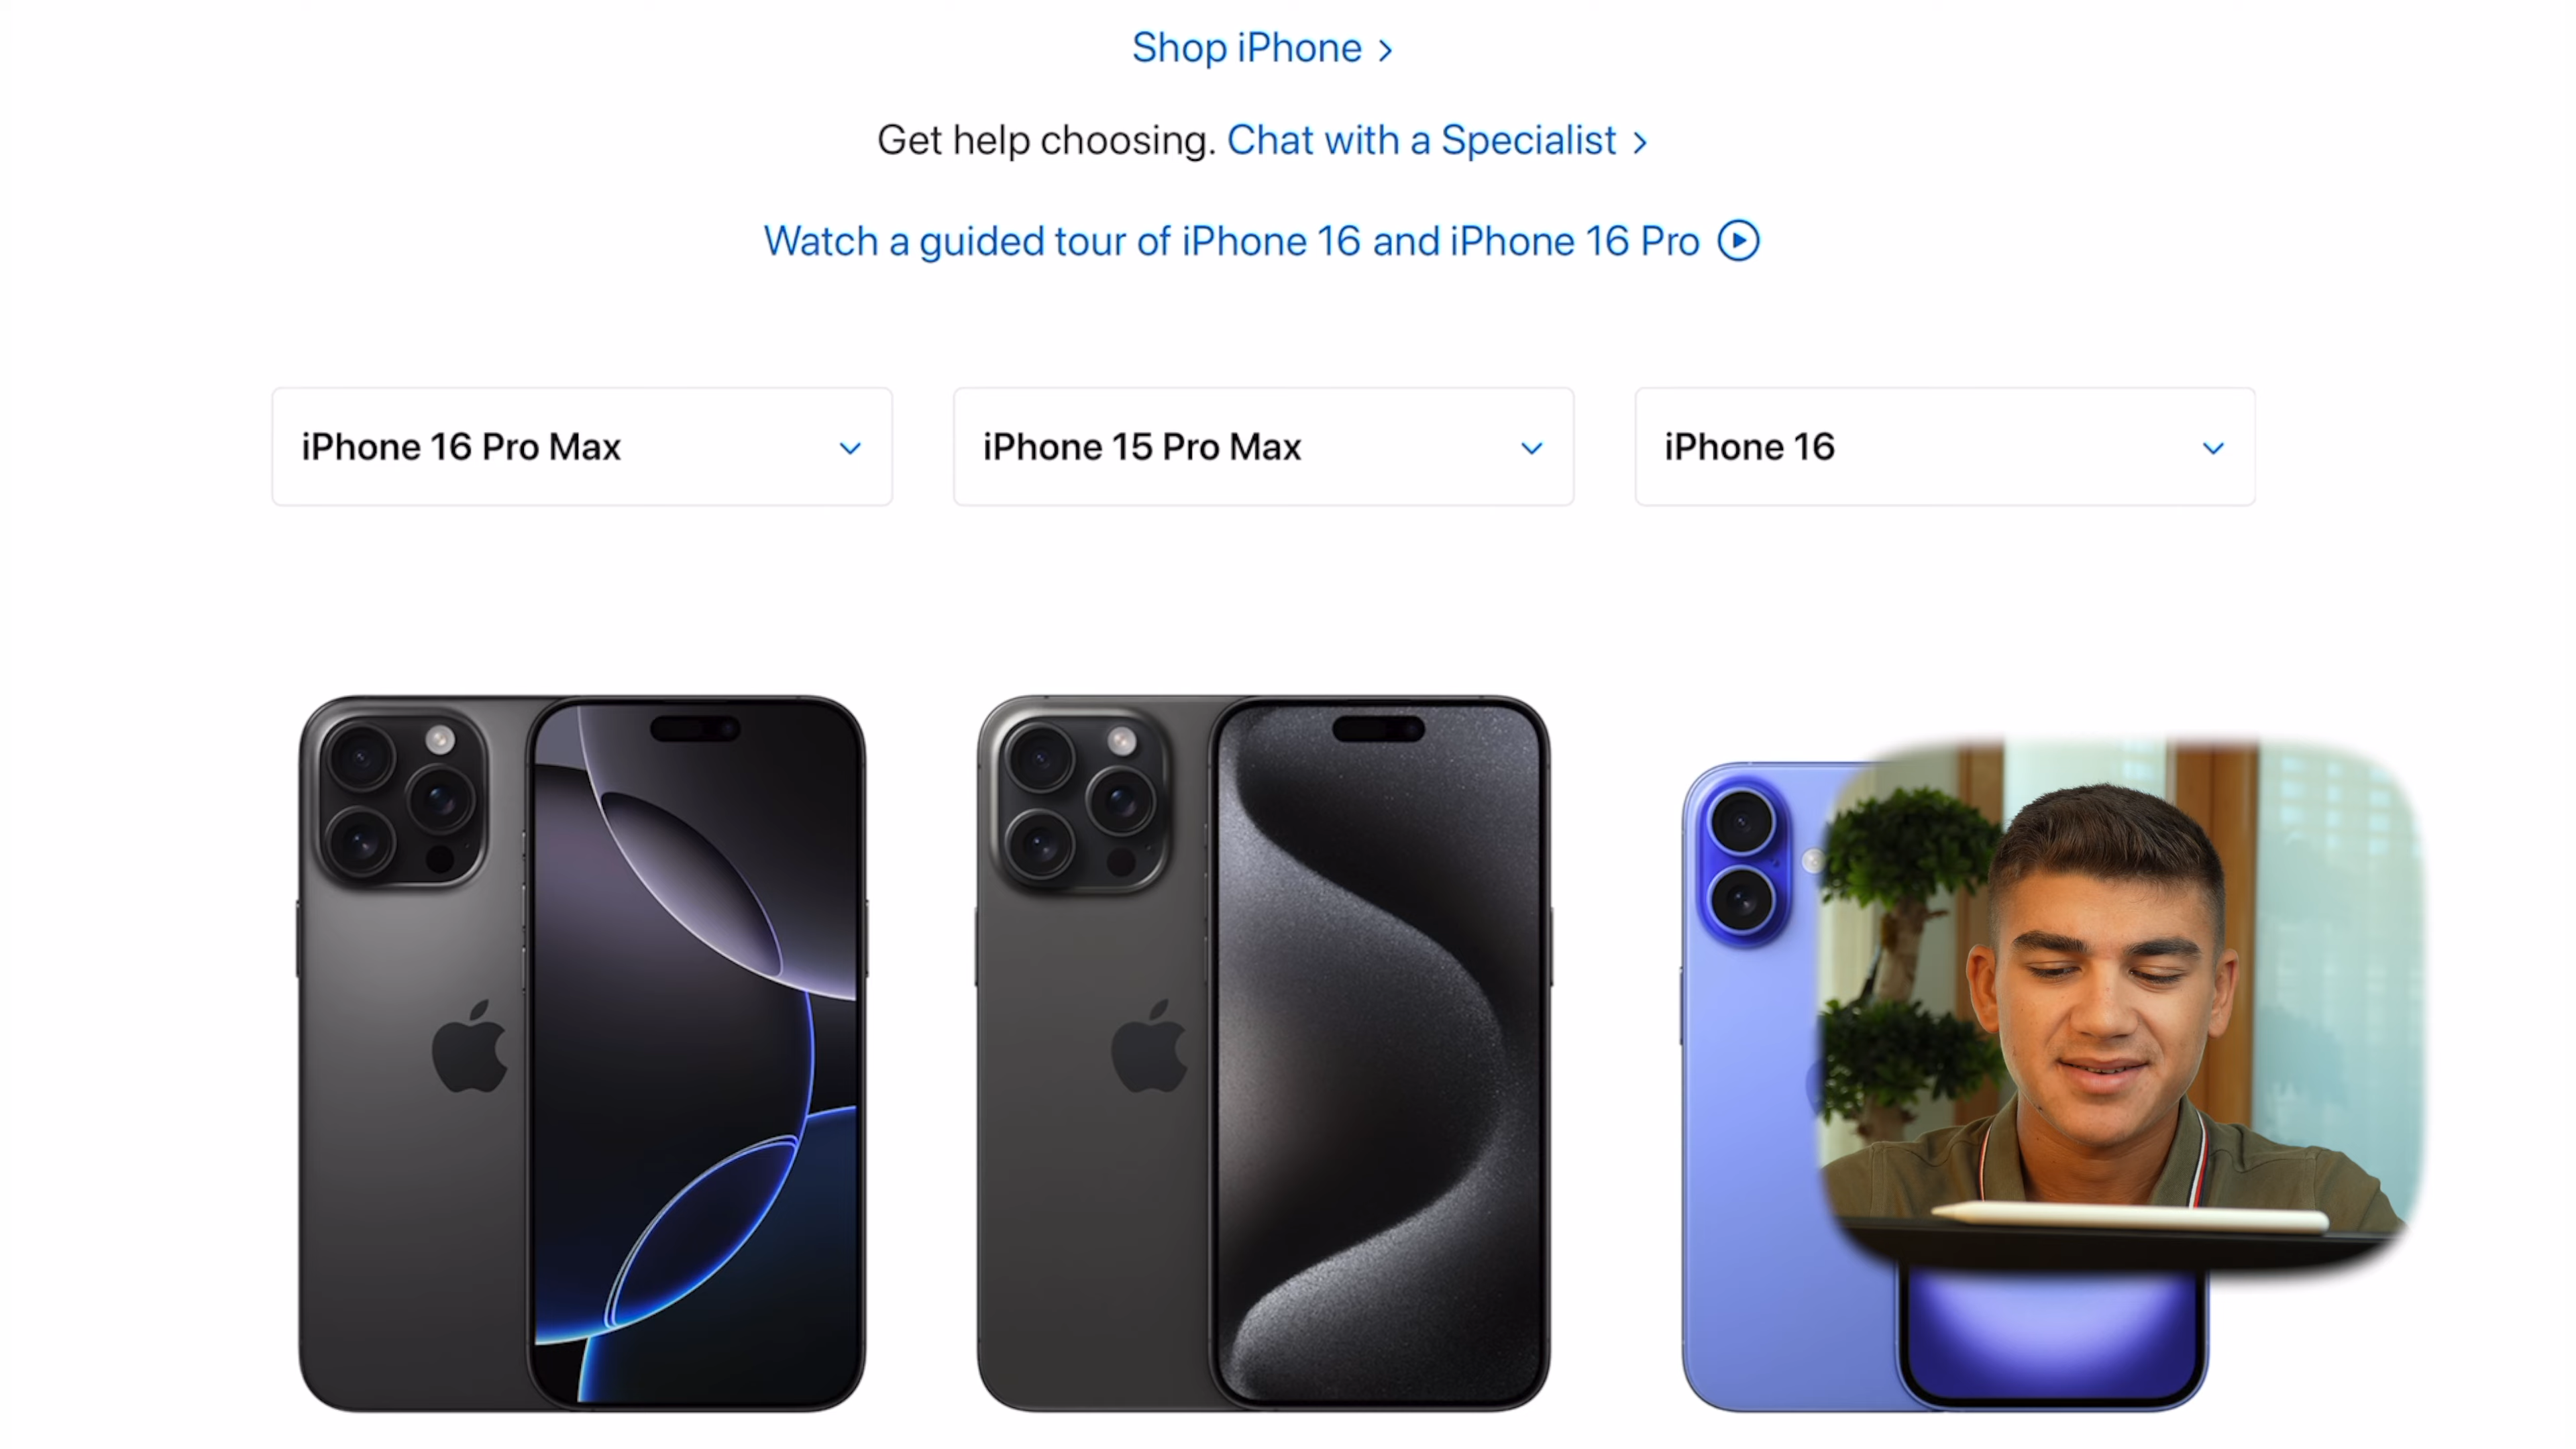 Shop iPhone >
Get help choosing. Chat with a Specialist >
Watch a guided tour of iPhone 16 and iPhone 16 Pro
iPhone 16 Pro Max
iPhone 15 Pro Max
iPhone 16